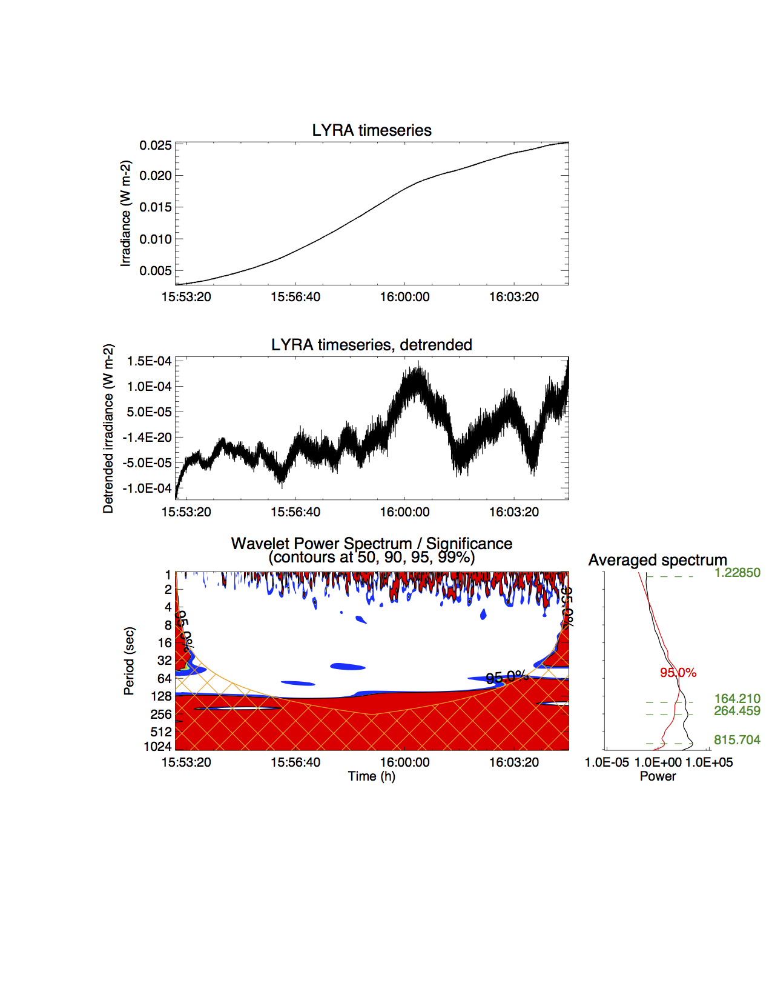 LYRA timeseries
Irradiance (W m-2)
0.025
0.020
0.015
0.010
0.005
15:53:20 15:56:40 16:00:00 16:03:20
LYRA timeseries, detrended
Detrended irradiance (W m-2)
1.5E-04
1.0E-04
5.0E-05
-1.4E-20
-5.0E-05
-1.0E-04
15:53:20 15:56:40 16:00:00 16:03:20
Wavelet Power Spectrum / Significance
(contours at 50, 90, 95, 99%)
Period (sec)
1
2
4
8
16
32
64
128
256
512
1024
95.0%
95.0%
95.0%
15:53:20 15:56:40 16:00:00 16:03:20
Time (h)
Averaged spectrum
1.22850
95.0%
164.210
264.459
815.704
1.0E-05 1.0E+00 1.0E+05
Power